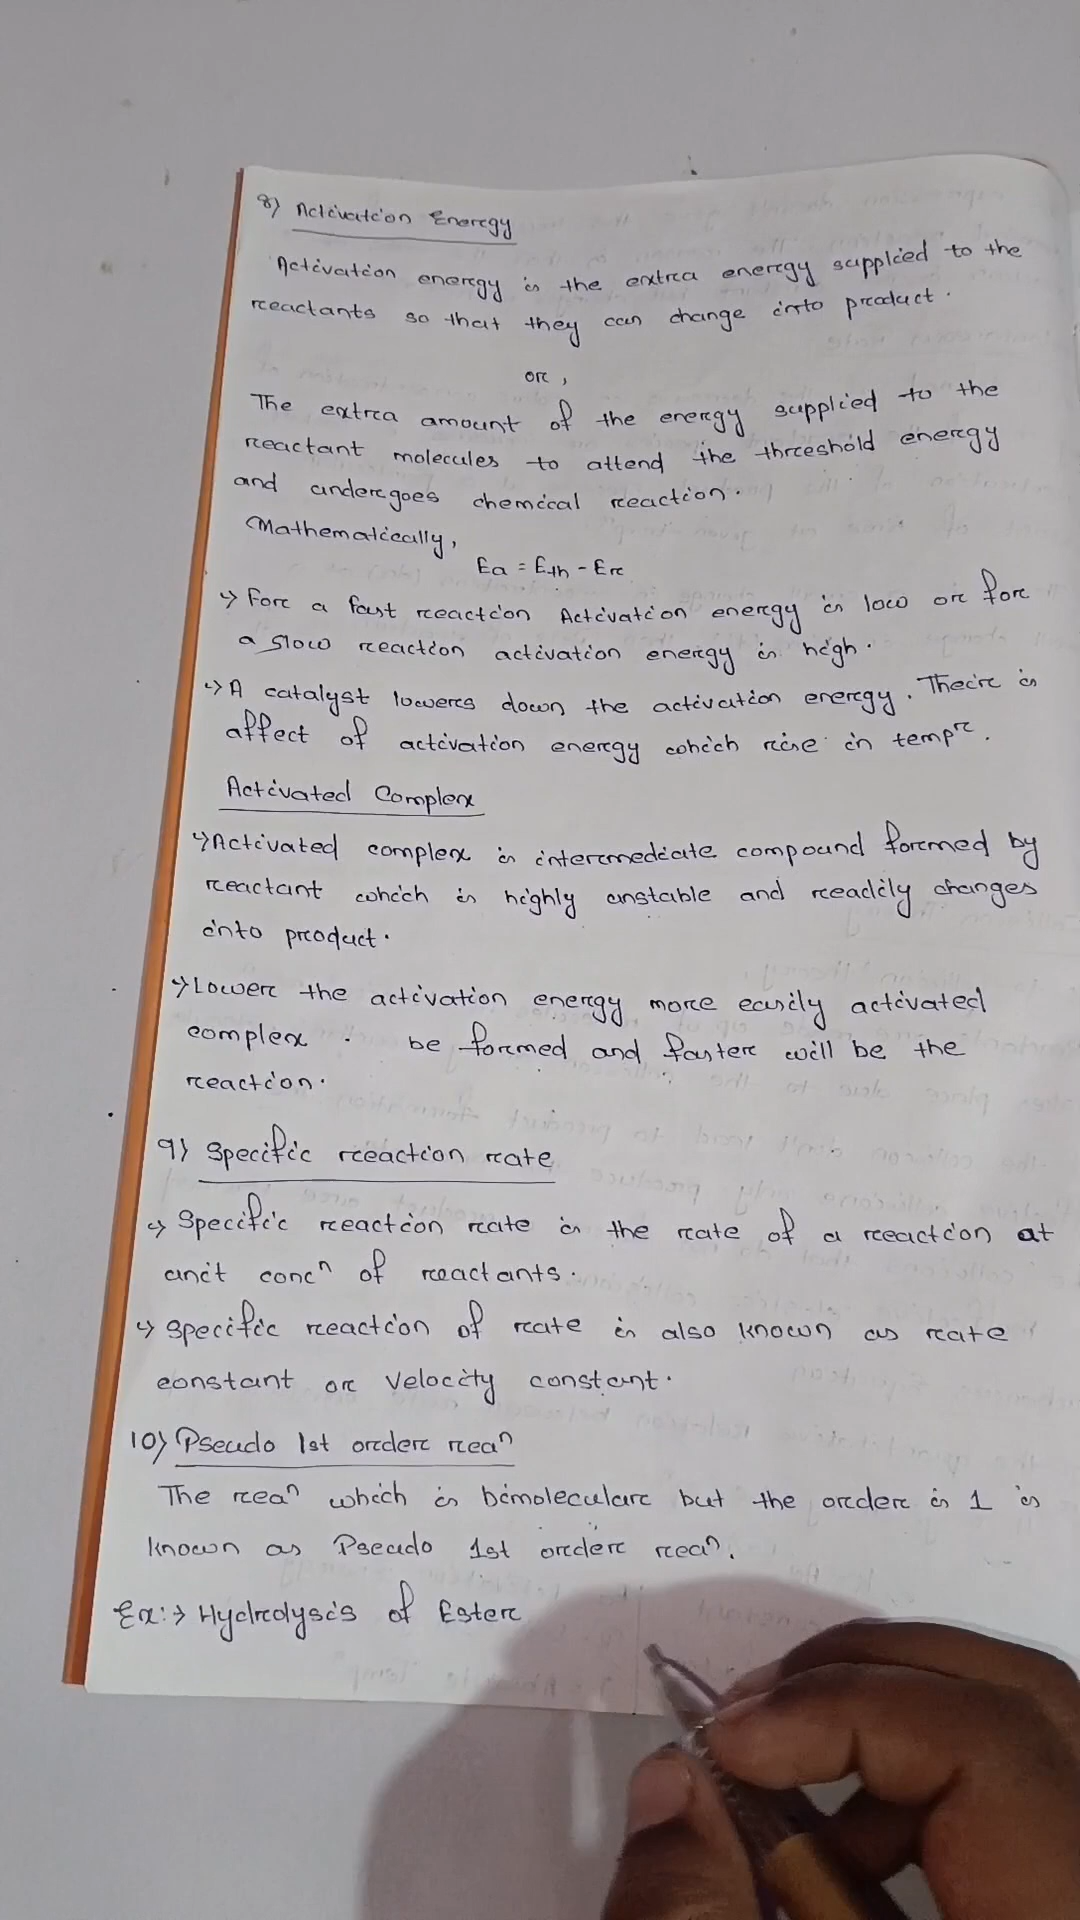 8) Activation Energy
Activation energy is the extra energy supplied to the
reactants so that they can change into product.
or,
The extra amount of the energy supplied to the
reactant molecules to attend the threshold energy
and undergoes chemical reaction.
Mathematically,
Ea = Eth - Er
↳ For a fast reaction Activation energy is low or for
a slow reaction activation energy is high.
↳ A catalyst lowers down the activation energy. Their is
affect of activation energy which rise in tempr.
Activated Complex
↳ Activated complex is intermediate compound formed by
reactant which is highly unstable and readily changes
into product.
↳ Lower the activation energy more easily activated
complex . be formed and faster will be the
reaction.
9) Specific reaction rate
↳ Specific reaction rate is the rate of a reaction at
unit concn of reactants.
↳ Specific reaction of rate is also known as rate
constant or velocity constant.
10) Pseudo 1st order rean
The rean which is bimolecular but the order is 1 is
known as Pseudo 1st order rean.
Ex:→ Hydrolysis of Ester